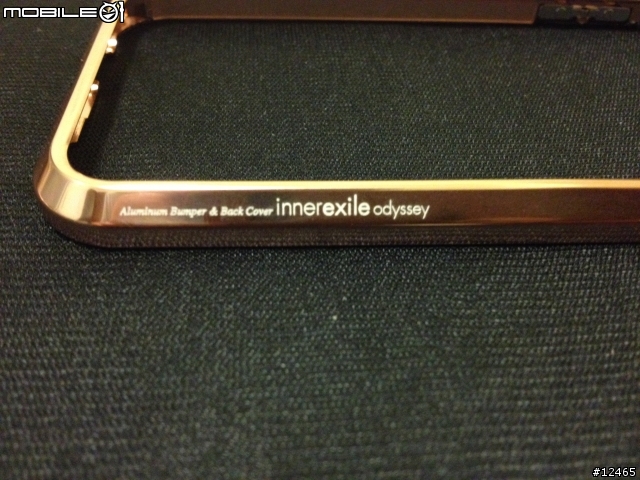 MOBILE01
Aluminum Bumper & Back Cover innerexile odyssey
#12465